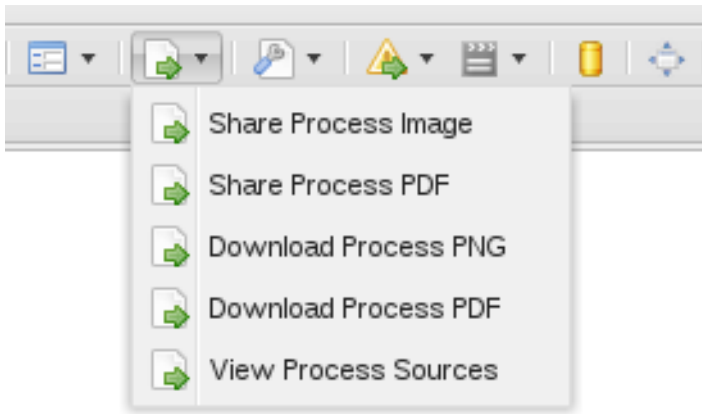 Share Process Image
Share Process PDF
Download Process PNG
Download Process PDF
View Process Sources